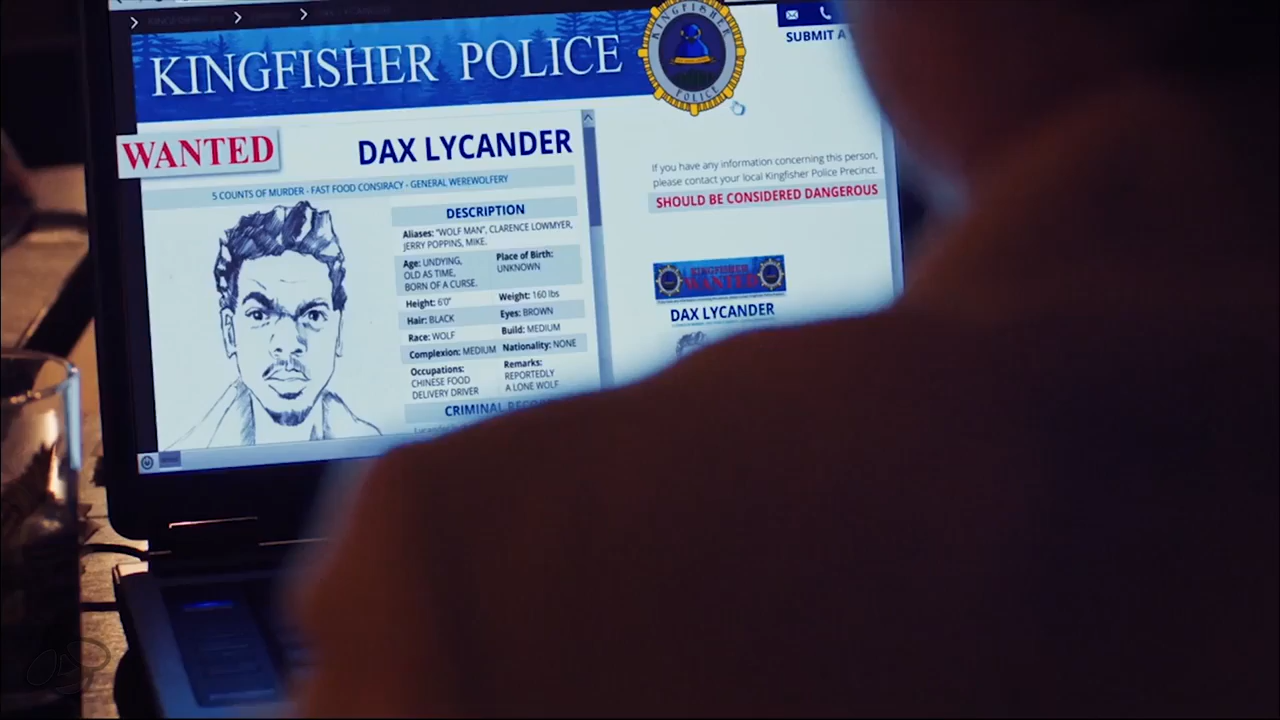 KINGFISHER POLICE
KINGFISHER
POLICE
SUBMIT A
WANTED
DAX LYCANDER
5 COUNTS OF MURDER - FAST FOOD CONSIRACY - GENERAL WEREWOLFERY
DESCRIPTION
Aliases: "WOLF MAN", CLARENCE LOWMYER,
JERRY POPPINS, MIKE.
Age: UNDYING,
OLD AS TIME,
BORN OF A CURSE.
Place of Birth:
UNKNOWN
Height: 6'0"
Weight: 160 lbs
Hair: BLACK
Eyes: BROWN
Race: WOLF
Build: MEDIUM
Complexion: MEDIUM
Nationality: NONE
Occupations:
CHINESE FOOD
DELIVERY DRIVER
Remarks:
REPORTEDLY
A LONE WOLF
CRIMINAL
If you have any information concerning this person,
please contact your local Kingfisher Police Precinct.
SHOULD BE CONSIDERED DANGEROUS
KINGFISHER
WANTED
DAX LYCANDER